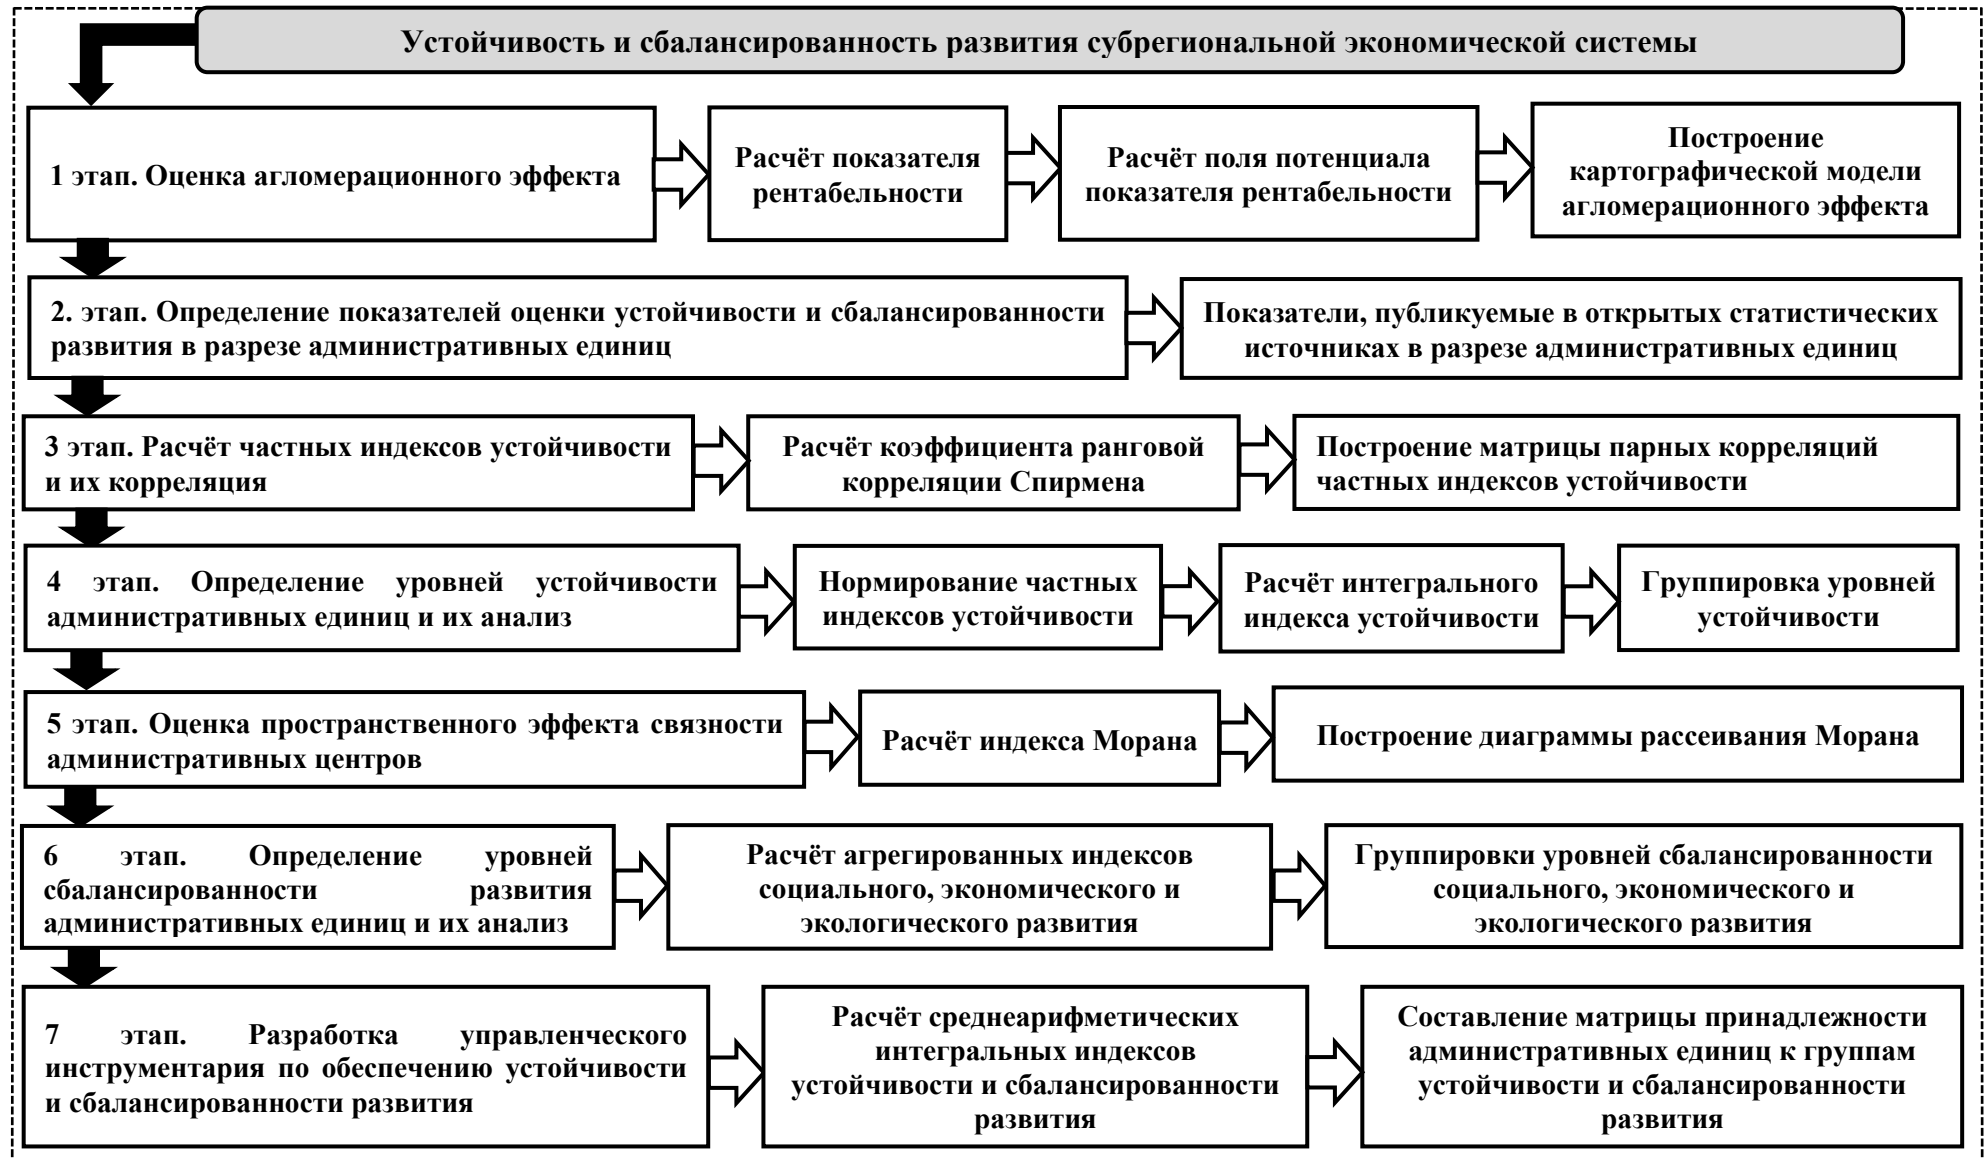 Устойчивость и сбалансированность развития субрегиональной экономической системы
1 этап. Оценка агломерационного эффекта
Расчёт показателя
рентабельности
Расчёт поля потенциала
показателя рентабельности
Построение
картографической модели
агломерационного эффекта
2. этап. Определение показателей оценки устойчивости и сбалансированности
развития в разрезе административных единиц
Показатели, публикуемые в открытых статистических
источниках в разрезе административных единиц
3 этап. Расчёт частных индексов устойчивости
и их корреляция
Расчёт коэффициента ранговой
корреляции Спирмена
Построение матрицы парных корреляций
частных индексов устойчивости
4 этап. Определение уровней устойчивости
административных единиц и их анализ
Нормирование частных
индексов устойчивости
Расчёт интегрального
индекса устойчивости
Группировка уровней
устойчивости
5 этап. Оценка пространственного эффекта связности
административных центров
Расчёт индекса Морана
Построение диаграммы рассеивания Морана
6 этап. Определение уровней
сбалансированности развития
административных единиц и их анализ
Расчёт агрегированных индексов
социального, экономического и
экологического развития
Группировки уровней сбалансированности
социального, экономического и
экологического развития
7 этап. Разработка управленческого
инструментария по обеспечению устойчивости
и сбалансированности развития
Расчёт среднеарифметических
интегральных индексов
устойчивости и сбалансированности
развития
Составление матрицы принадлежности
административных единиц к группам
устойчивости и сбалансированности
развития